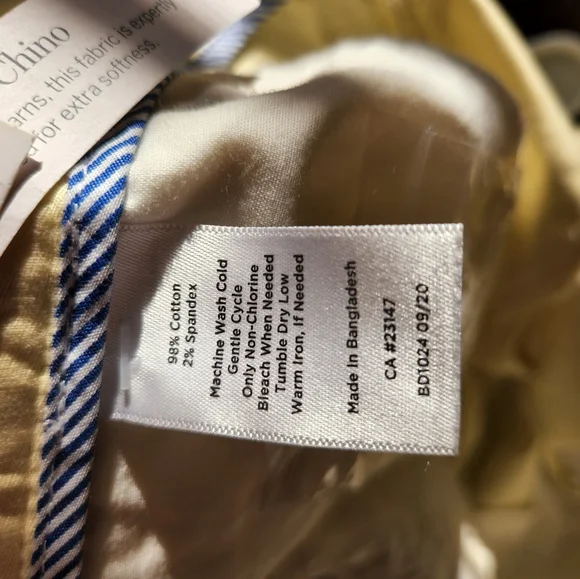 Chino
arns, this fabric is expertly
for extra softness.
98% Cotton
2% Spandex
Machine Wash Cold
Gentle Cycle
Only Non-Chlorine
Bleach When Needed
Tumble Dry Low
Warm Iron, If Needed
Made In Bangladesh
CA #23147
BD1024 09/20